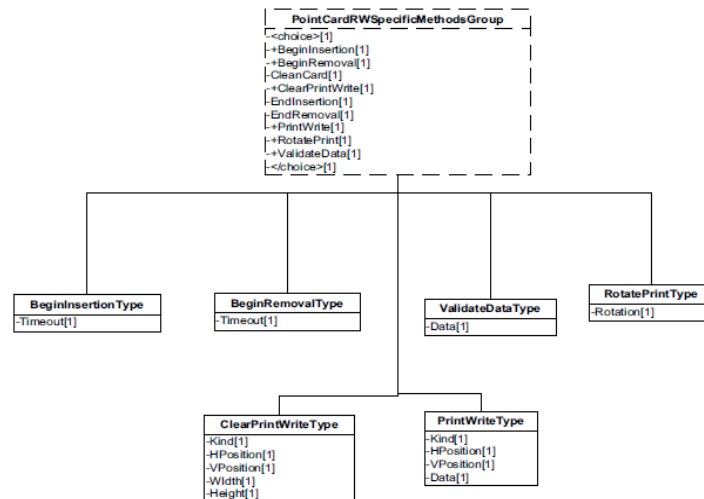 PointCardRWSpecificMethodsGroup
-<choice>[1]
-+BeginInsertion[1]
-+BeginRemoval[1]
-CleanCard[1]
-+ClearPrintWrite[1]
-EndInsertion[1]
-EndRemoval[1]
-+PrintWrite[1]
-+RotatePrint[1]
-+ValidateData[1]
-</choice>[1]
BeginInsertionType
-Timeout[1]
BeginRemovalType
-Timeout[1]
ValidateDataType
-Data[1]
RotatePrintType
-Rotation[1]
ClearPrintWriteType
-Kind[1]
-HPosition[1]
-VPosition[1]
-WIdth[1]
-Height[1]
PrintWriteType
-Kind[1]
-HPosition[1]
-VPosition[1]
-Data[1]